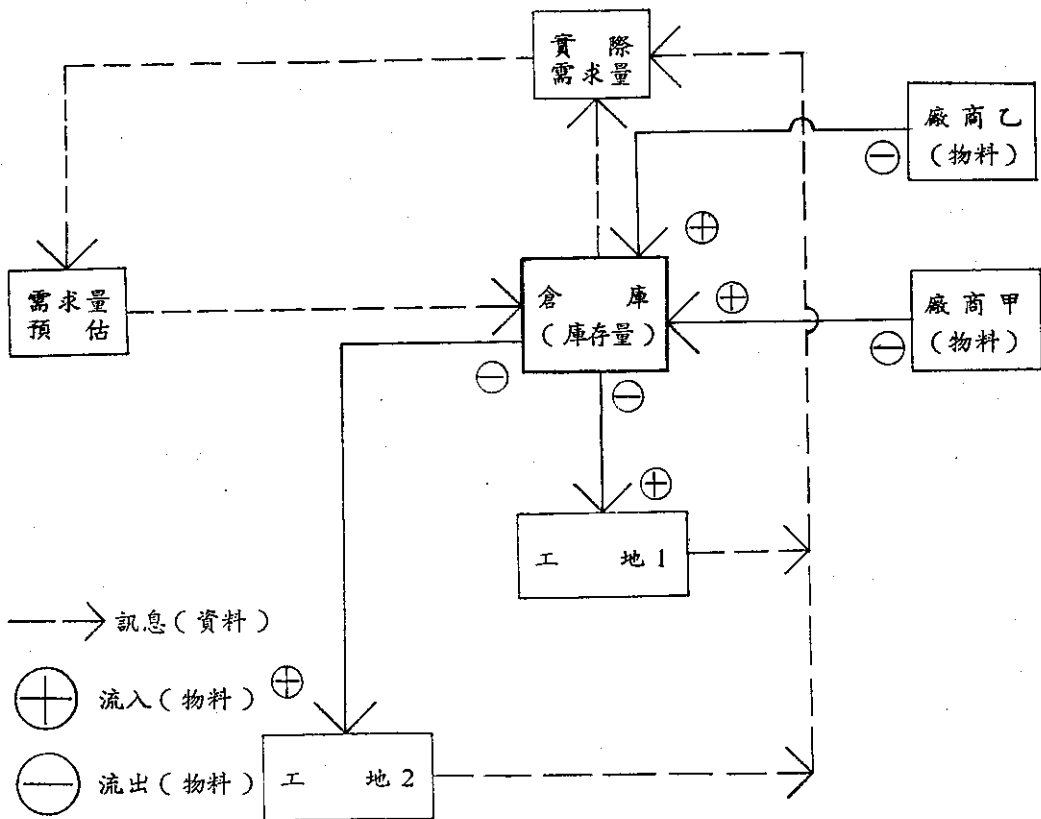 實際
需求量
廠商乙
(物料)
需求量
預估
倉庫
(庫存量)
廠商甲
(物料)
工地1
訊息(資料)
流入(物料)
流出(物料)
工地2